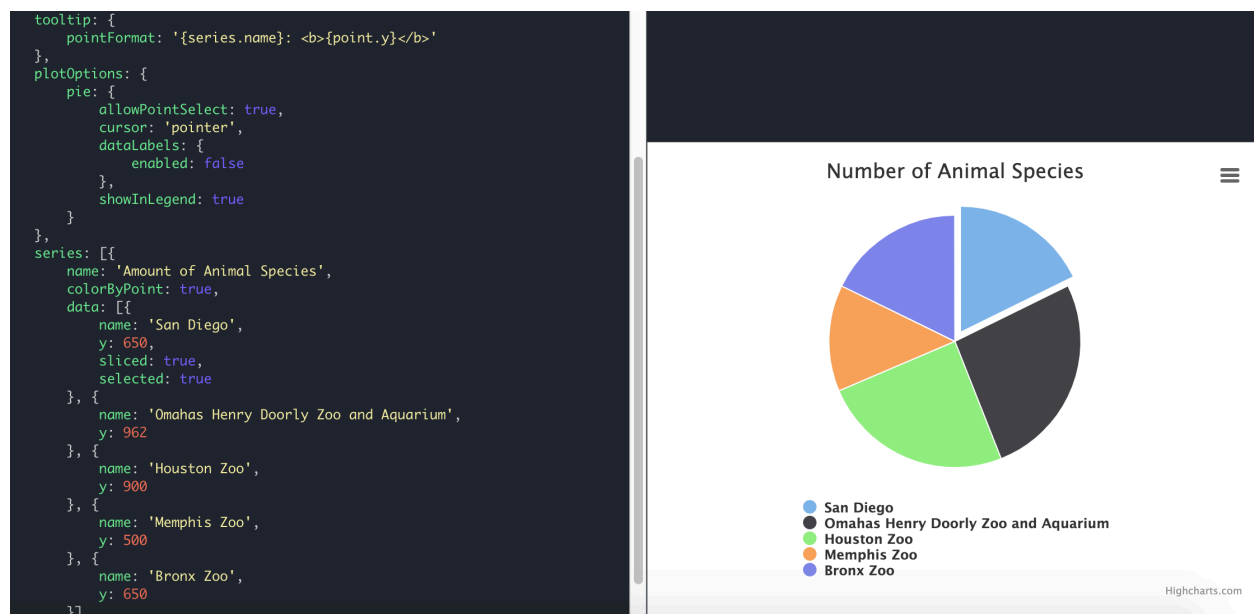 tooltip: {
pointFormat: '{series.name}: <b>{point.y}</b>'
},
plotOptions: {
pie: {
allowPointSelect: true,
cursor: 'pointer',
dataLabels: {
enabled: false
},
showInLegend: true
}
},
series: [{
name: 'Amount of Animal Species',
colorByPoint: true,
data: [{
name: 'San Diego',
y: 650,
sliced: true,
selected: true
}, {
name: 'Omahas Henry Doorly Zoo and Aquarium',
y: 962
}, {
name: 'Houston Zoo',
y: 900
}, {
name: 'Memphis Zoo',
y: 500
}, {
name: 'Bronx Zoo',
y: 650
}]
Number of Animal Species
San Diego
Omahas Henry Doorly Zoo and Aquarium
Houston Zoo
Memphis Zoo
Bronx Zoo
Highcharts.com